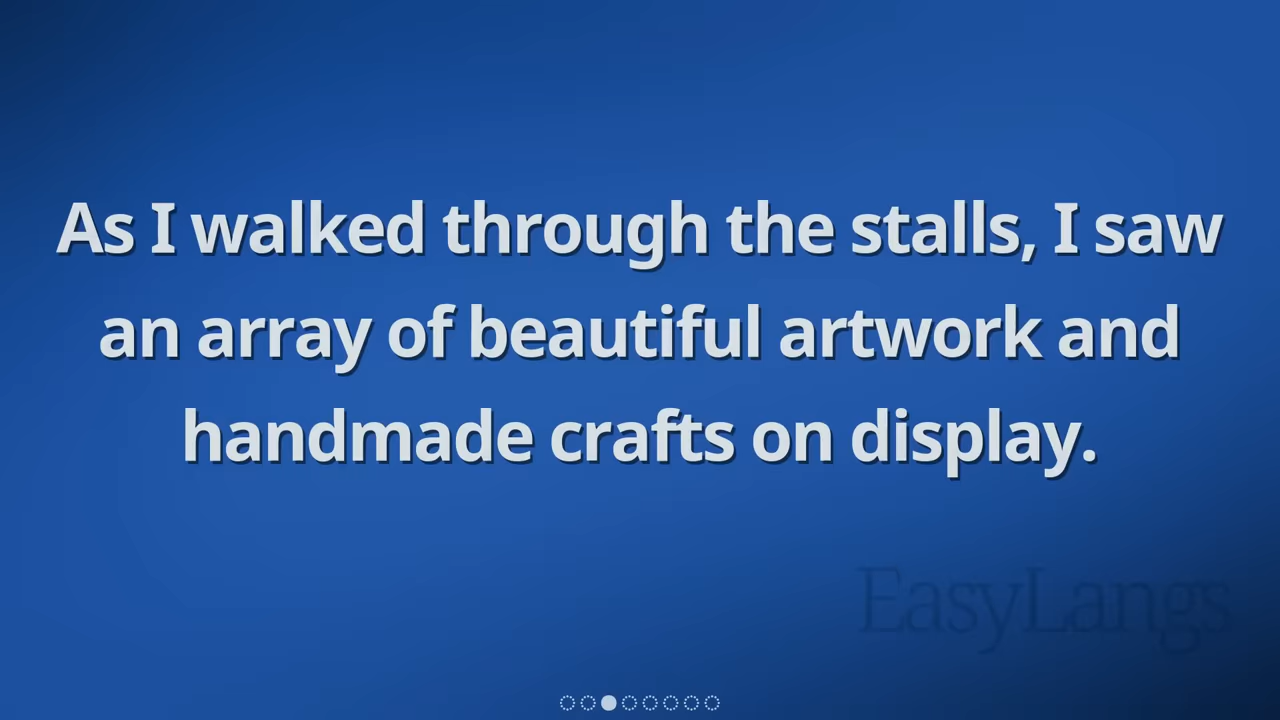 As I walked through the stalls, I saw
an array of beautiful artwork and
handmade crafts on display.
EasyLangs